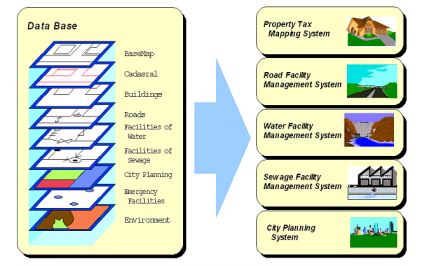 Data Base
BaseMap
Cadasral
Buildings
Roads
Facilities of
Water
Facilities of
sewage
City Planning
Emergency
Facilities
Environment
Property Tax
Mapping System
Road Facility
Management System
Water Facility
Management System
Sewage Facility
Management System
City Planning
System